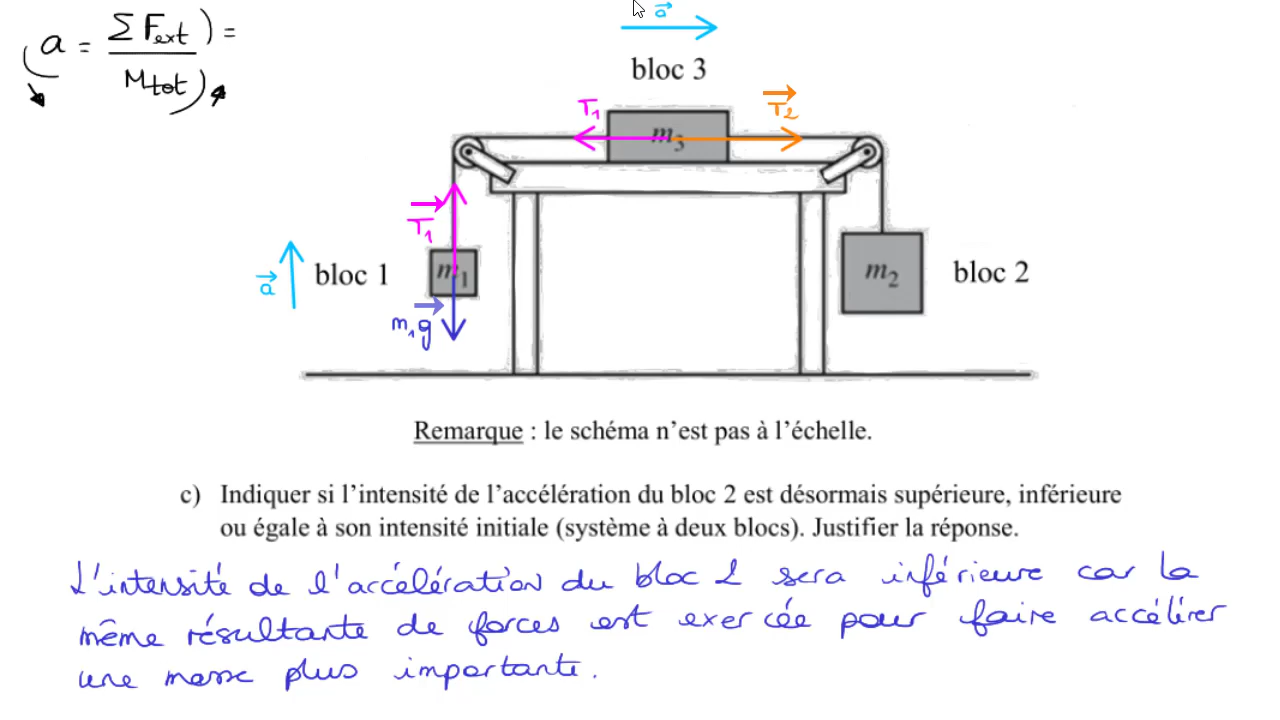 a = ΣFext / Mtot =
a
bloc 3
T1
T2
m3
T1
a
bloc 1
m1
m2
bloc 2
m1g
Remarque : le schéma n'est pas à l'échelle.
c) Indiquer si l'intensité de l'accélération du bloc 2 est désormais supérieure, inférieure
ou égale à son intensité initiale (système à deux blocs). Justifier la réponse.
L'intensité de l'accélération du bloc 2 sera inférieure car la
même résultante de forces est exercée pour faire accélérer
une masse plus importante.